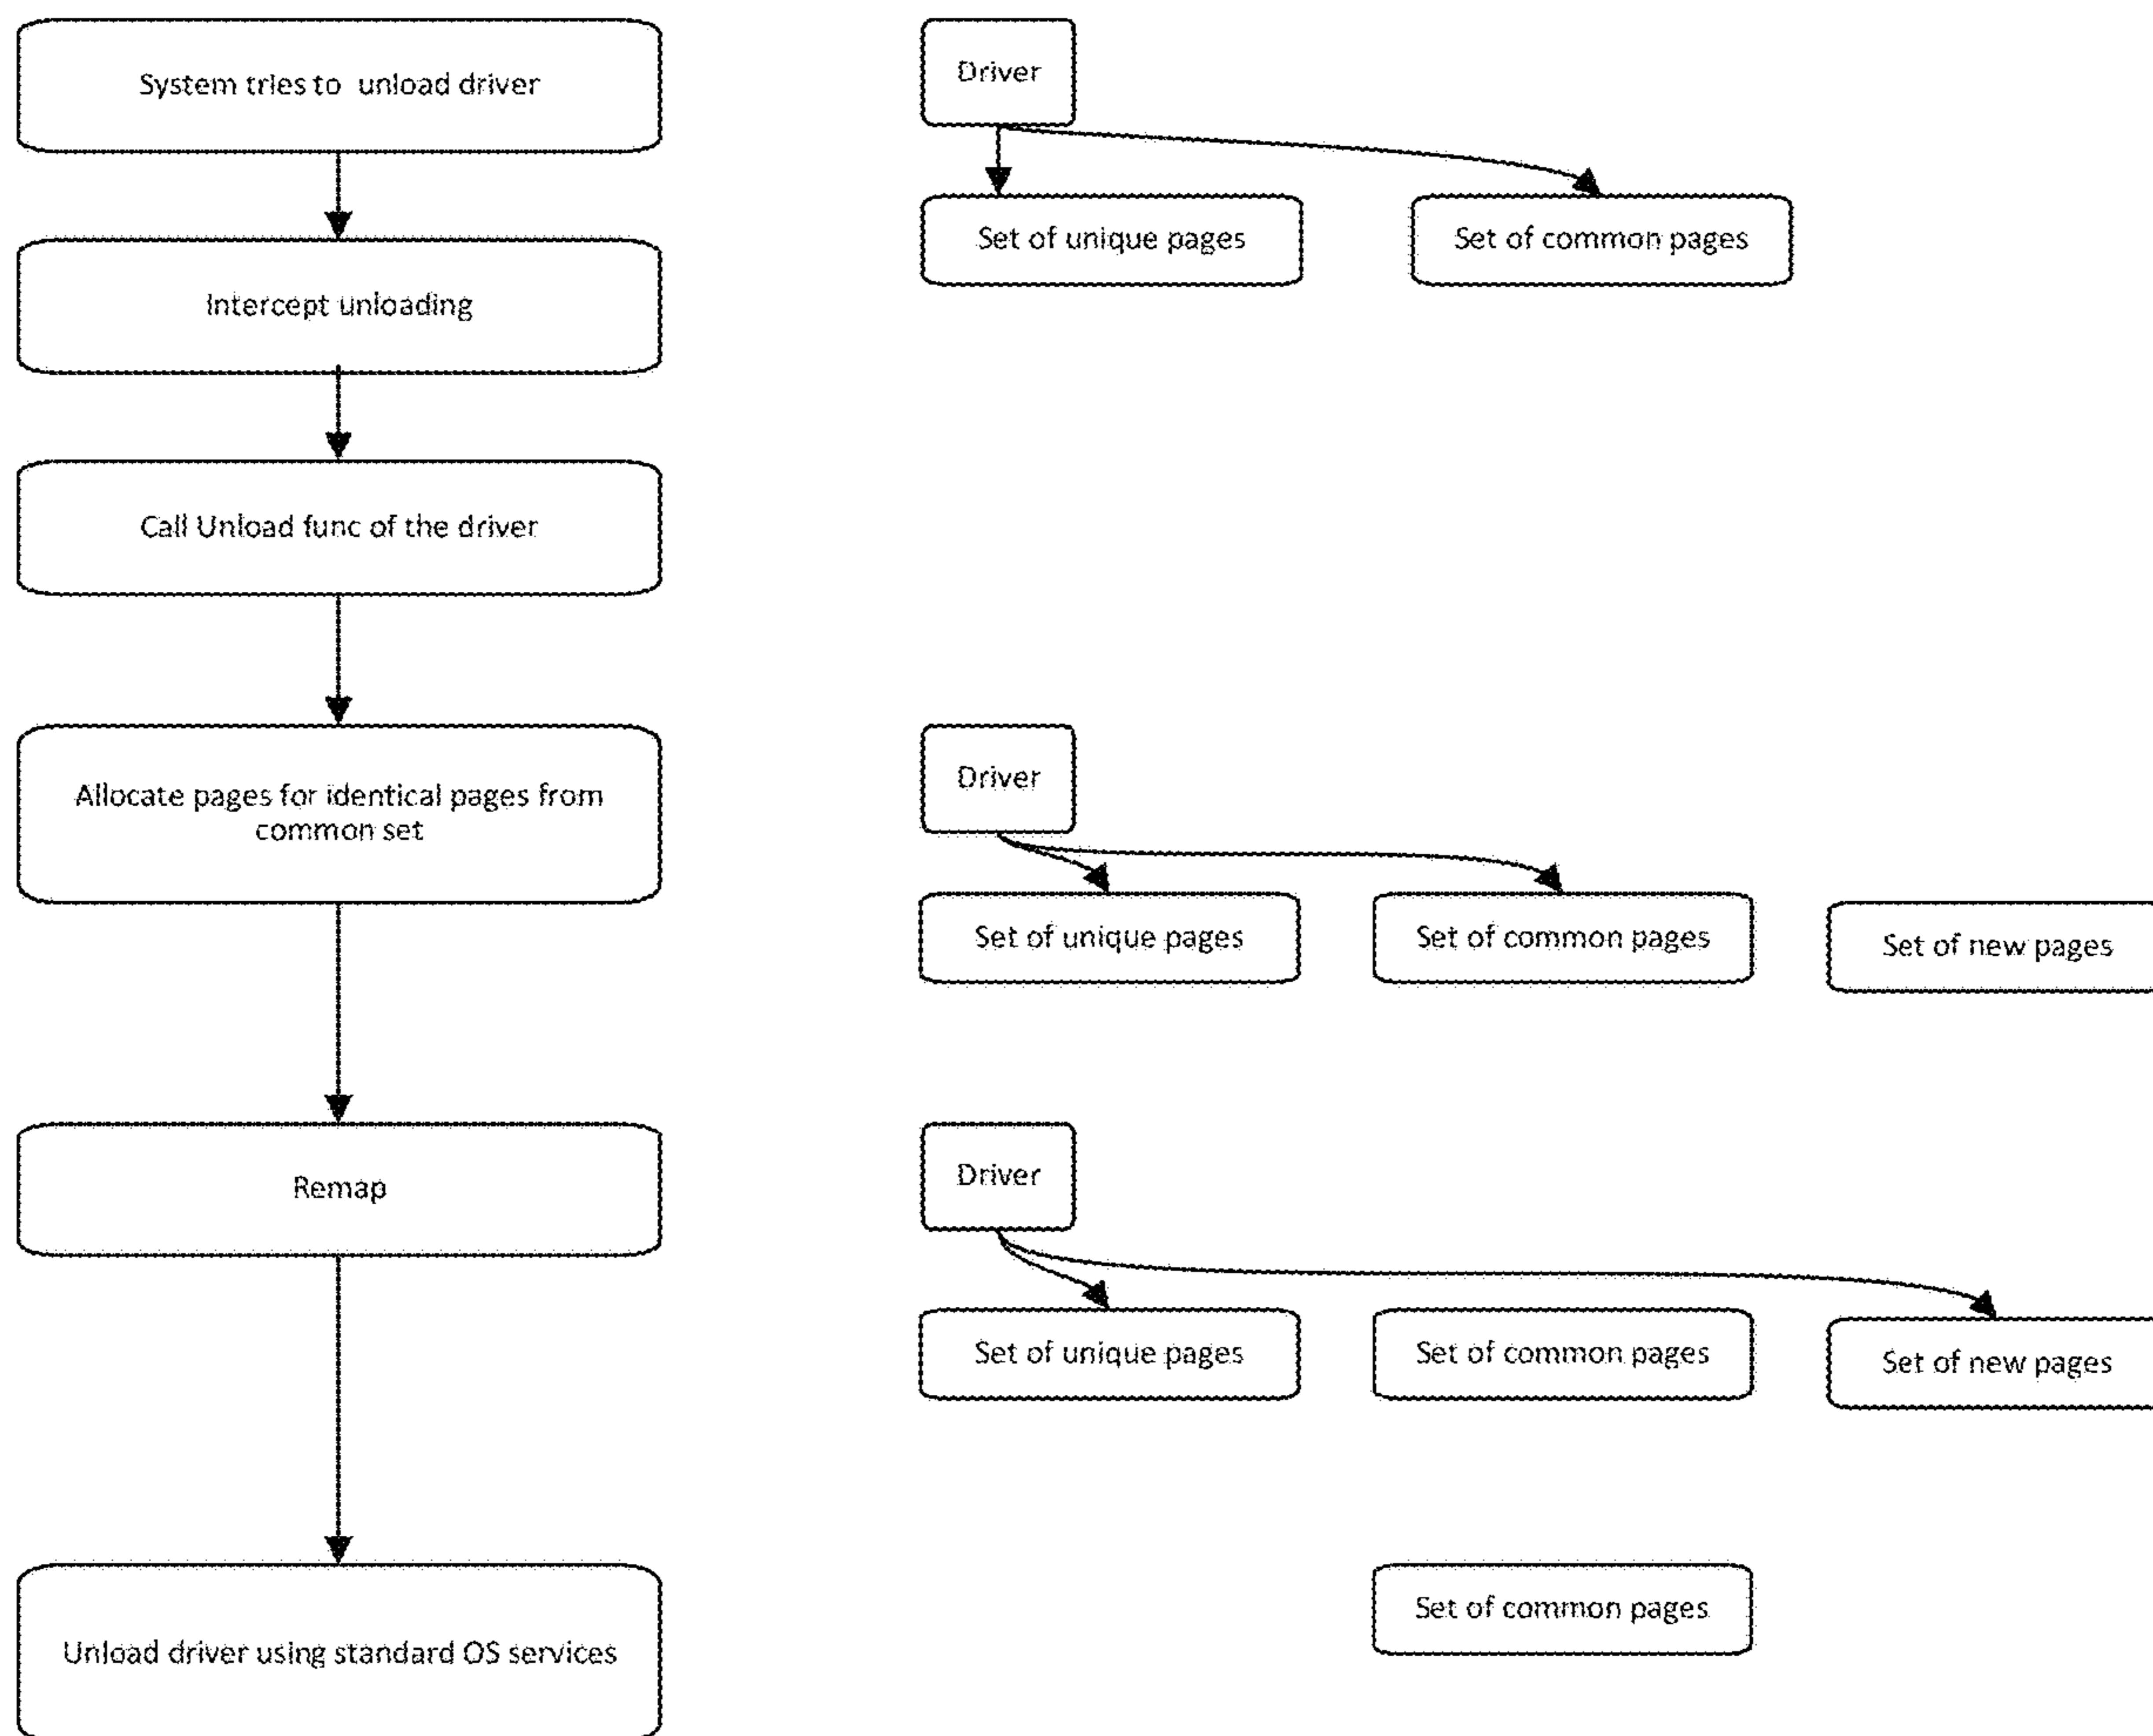 System tries to unload driver
Driver
Set of unique pages
Set of common pages
Intercept unloading
Call Unload func of the driver
Allocate pages for identical pages from
common set
Driver
Set of unique pages
Set of common pages
Set of new pages
Remap
Driver
Set of unique pages
Set of common pages
Set of new pages
Unload driver using standard OS services
Set of common pages